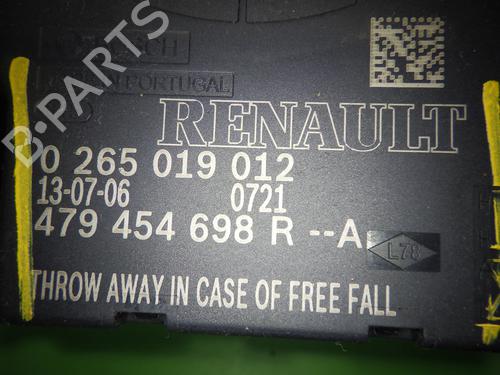 BOSCH
PORTUGAL
RENAULT
0 265 019 012
13-07-06 0721
479 454 698 R --A
L78
THROW AWAY IN CASE OF FREE FALL
B-PARTS